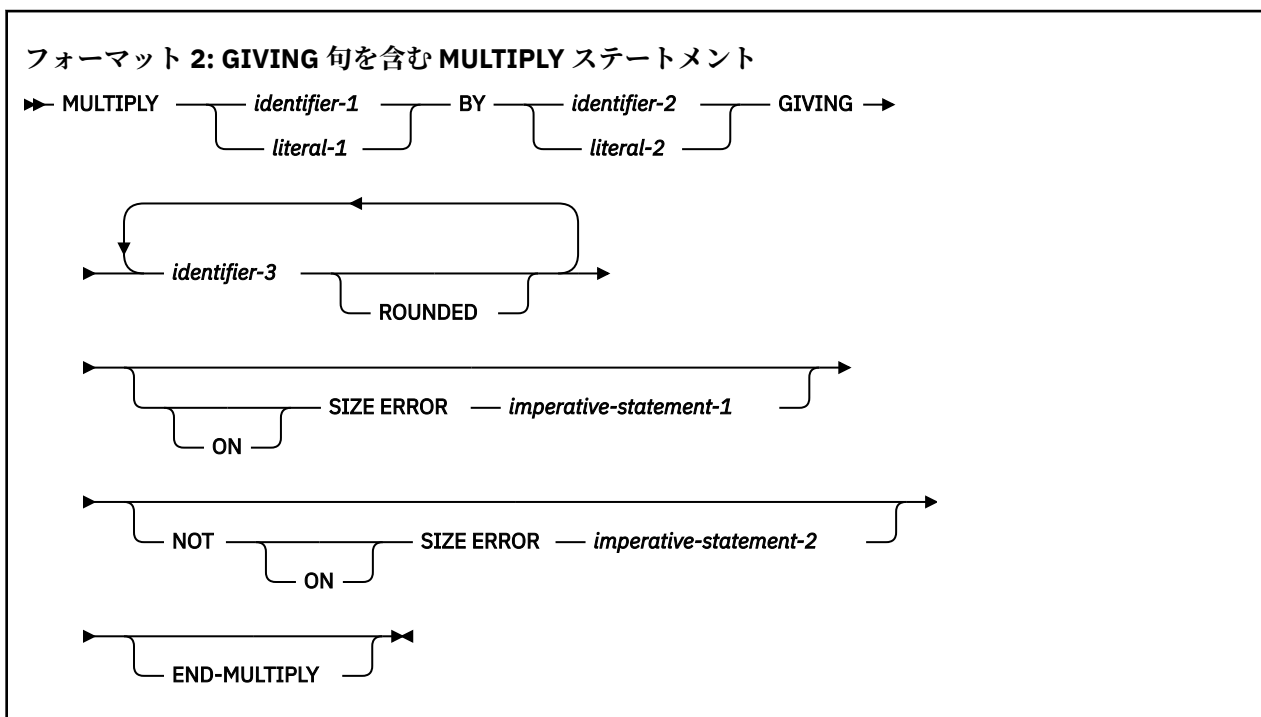 フォーマット 2: GIVING 句を含む MULTIPLY ステートメント
MULTIPLY identifier-1 BY identifier-2 GIVING
literal-1 literal-2
identifier-3
ROUNDED
SIZE ERROR imperative-statement-1
ON
NOT SIZE ERROR imperative-statement-2
ON
END-MULTIPLY